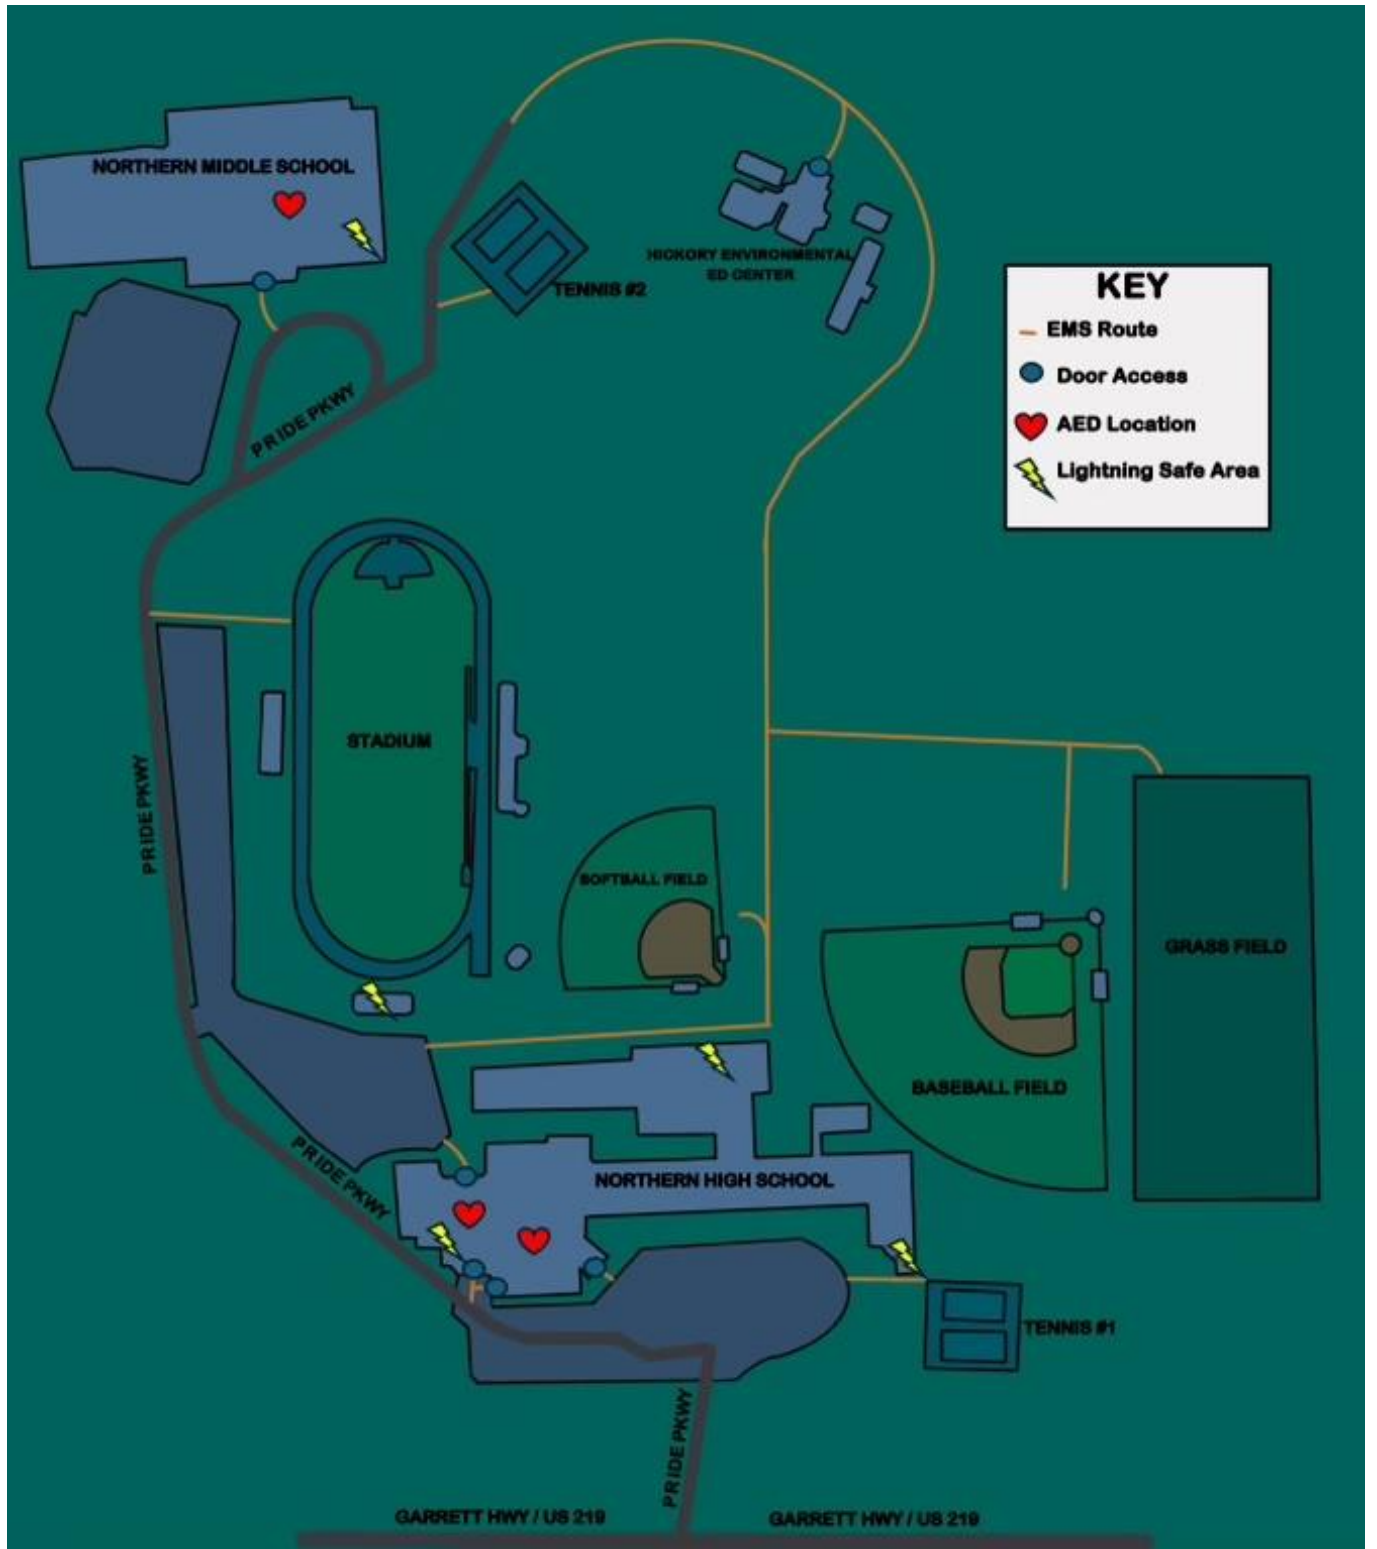 NORTHERN MIDDLE SCHOOL
HICKORY ENVIRONMENTAL
ED CENTER
TENNIS #2
KEY
EMS Route
Door Access
AED Location
Lightning Safe Area
PRIDE PKWY
STADIUM
PRIDE PKWY
SOFTBALL FIELD
GRASS FIELD
BASEBALL FIELD
PRIDE PKWY
NORTHERN HIGH SCHOOL
TENNIS #1
PRIDE PKWY
GARRETT HWY / US 219
GARRETT HWY / US 219